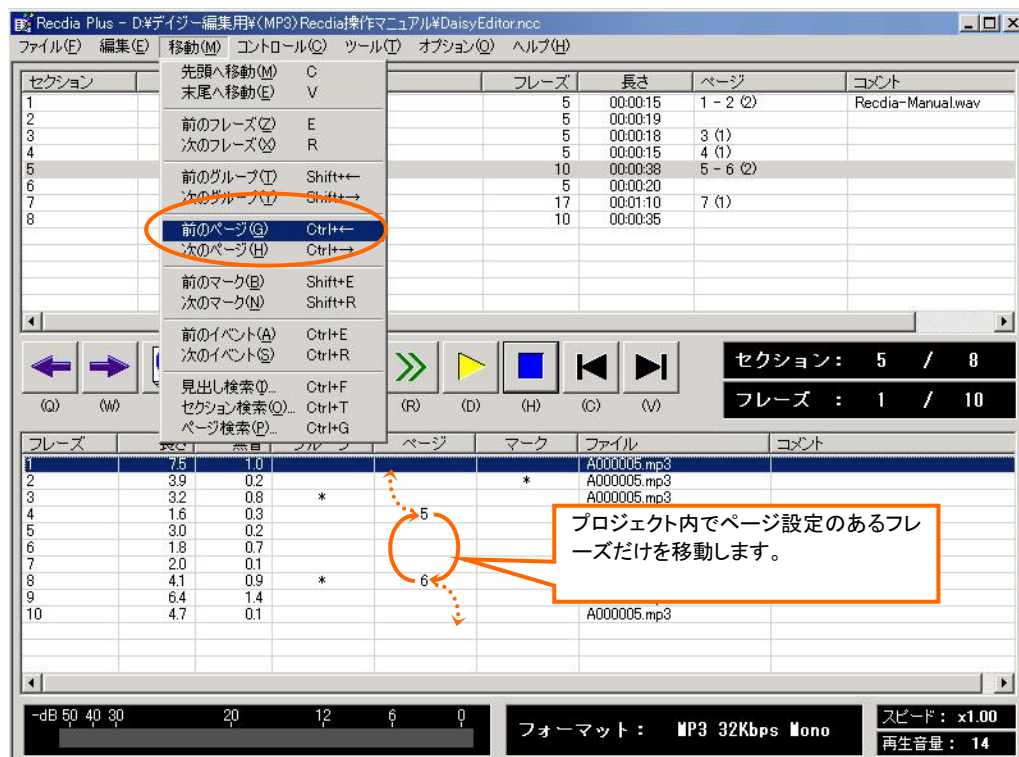 Recdia Plus - D:¥デイジー編集用¥(MP3)Recdia操作マニュアル¥DaisyEditor.ncc
ファイル(F) 編集(E) 移動(M) コントロール(C) ツール(T) オプション(O) ヘルプ(H)
先頭へ移動(M) C
末尾へ移動(E) V
前のフレーズ(Z) E
次のフレーズ(X) R
前のグループ(T) Shift+←
次のグループ(Y) Shift+→
前のページ(G) Ctrl+←
次のページ(H) Ctrl+→
前のマーク(B) Shift+E
次のマーク(N) Shift+R
前のイベント(A) Ctrl+E
次のイベント(S) Ctrl+R
見出し検索(I)... Ctrl+F
セクション検索(O)... Ctrl+T
ページ検索(P)... Ctrl+G
セクション フレーズ 長さ ページ コメント
1 5 00:00:15 1 - 2 (2) Recdia-Manual.wav
2 5 00:00:19
3 5 00:00:18 3 (1)
4 5 00:00:15 4 (1)
5 10 00:00:38 5 - 6 (2)
6 5 00:00:20
7 17 00:01:10 7 (1)
8 10 00:00:35
(Q) (W) (R) (D) (H) (C) (V)
セクション: 5 / 8
フレーズ : 1 / 10
フレーズ 長さ 無音 グループ ページ マーク ファイル コメント
1 7.5 1.0 A000005.mp3
2 3.9 0.2 * A000005.mp3
3 3.2 0.8 * A000005.mp3
4 1.6 0.3 5
5 3.0 0.2
6 1.8 0.7
7 2.0 0.1
8 4.1 0.9 * 6
9 6.4 1.4
10 4.7 0.1 A000005.mp3
プロジェクト内でページ設定のあるフレ
ーズだけを移動します。
-dB 50 40 30 20 12 6 0
フォーマット: MP3 32Kbps Mono
スピード: x1.00
再生音量: 14